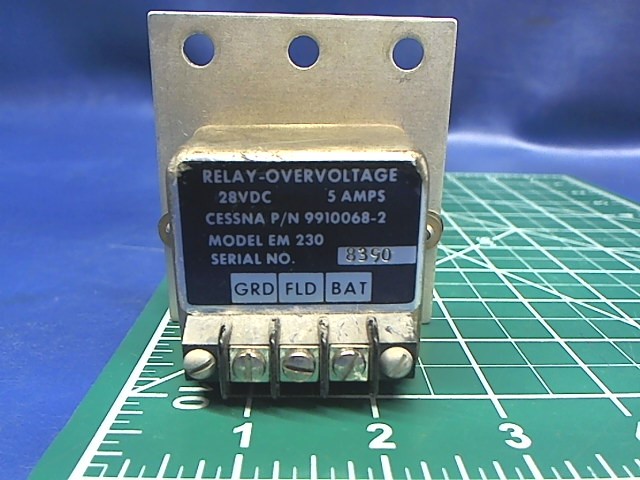 RELAY-OVERVOLTAGE
28VDC 5 AMPS
CESSNA P/N 9910068-2
MODEL EM 230
SERIAL NO. 8390
GRD FLD BAT
0 1 2 3 4